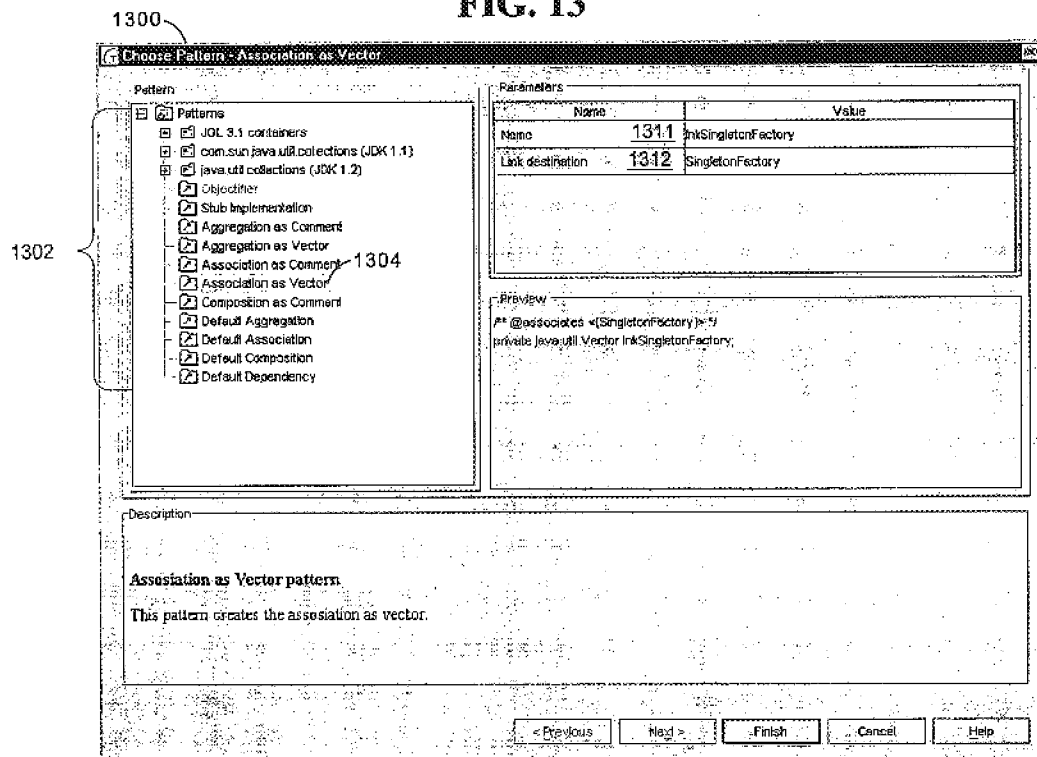 FIG. 13
1300
Choose Pattern - Association as Vector
Pattern
Patterns
JGL 3.1 containers
com.sun.java.util.collections (JDK 1.1)
java.util.collections (JDK 1.2)
Objectifier
Stub Implementation
Aggregation as Comment
Aggregation as Vector
Association as Comment
1304
Association as Vector
Composition as Comment
Default Aggregation
Default Association
Default Composition
Default Dependency
1302
Parameters
Name Value
Name 1311 lnkSingletonFactory
Link destination 1312 SingletonFactory
Preview
/** @associates <{SingletonFactory}> */
private java.util.Vector lnkSingletonFactory;
Description
Assosiation as Vector pattern
This pattern creates the assosiation as vector.
< Previous Next > Finish Cancel Help